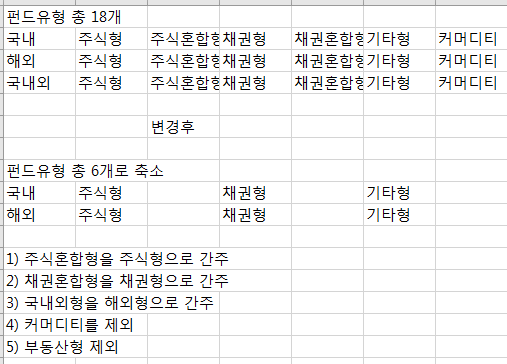 펀드유형 총 18개
국내 주식형 주식혼합형 채권형 채권혼합형 기타형 커머디티
해외 주식형 주식혼합형 채권형 채권혼합형 기타형 커머디티
국내외 주식형 주식혼합형 채권형 채권혼합형 기타형 커머디티
변경후
펀드유형 총 6개로 축소
국내 주식형 채권형 기타형
해외 주식형 채권형 기타형
1) 주식혼합형을 주식형으로 간주
2) 채권혼합형을 채권형으로 간주
3) 국내외형을 해외형으로 간주
4) 커머디티를 제외
5) 부동산형 제외